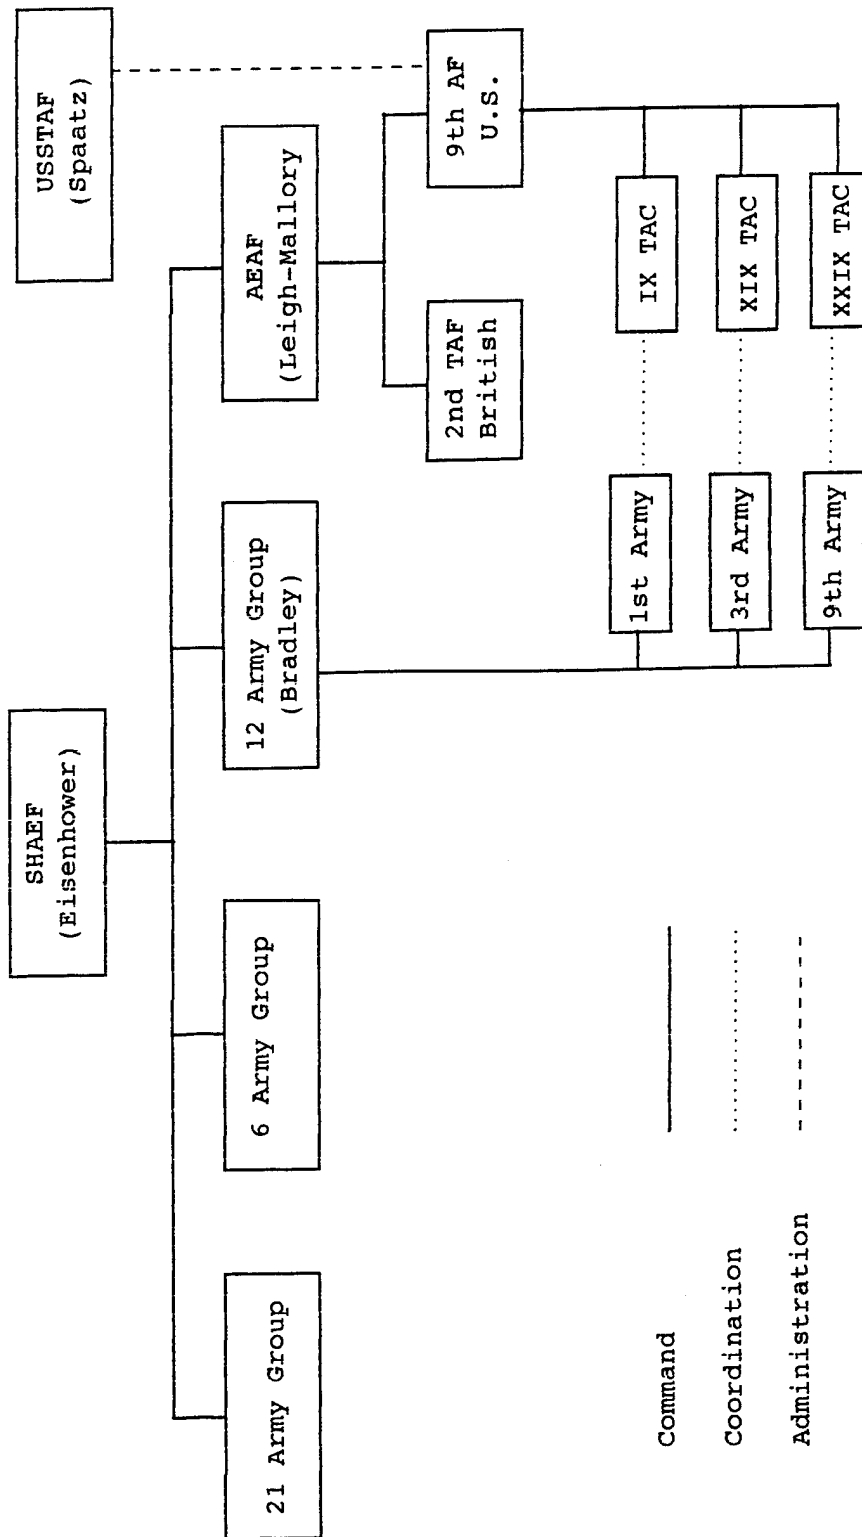 USSTAF
(Spaatz)
SHAEF
(Eisenhower)
21 Army Group
6 Army Group
12 Army Group
(Bradley)
AEAF
(Leigh-Mallory)
2nd TAF
British
9th AF
U.S.
1st Army
IX TAC
3rd Army
XIX TAC
9th Army
XXIX TAC
Command
Coordination
Administration